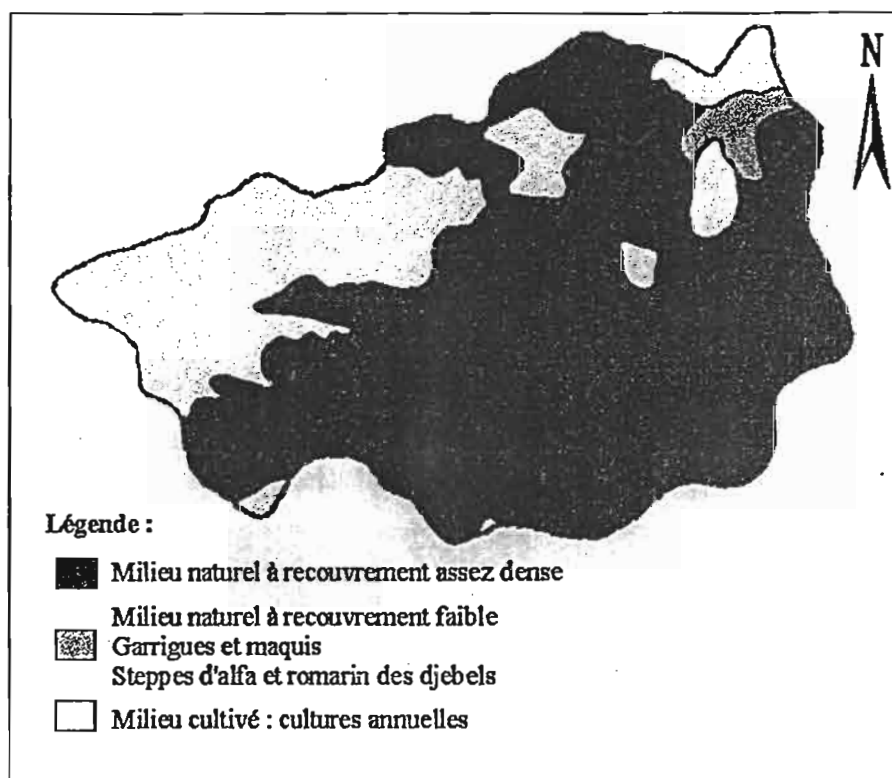 N
Légende :
Milieu naturel à recouvrement assez dense
Milieu naturel à recouvrement faible
Garrigues et maquis
Steppes d'alfa et romarin des djebels
Milieu cultivé : cultures annuelles